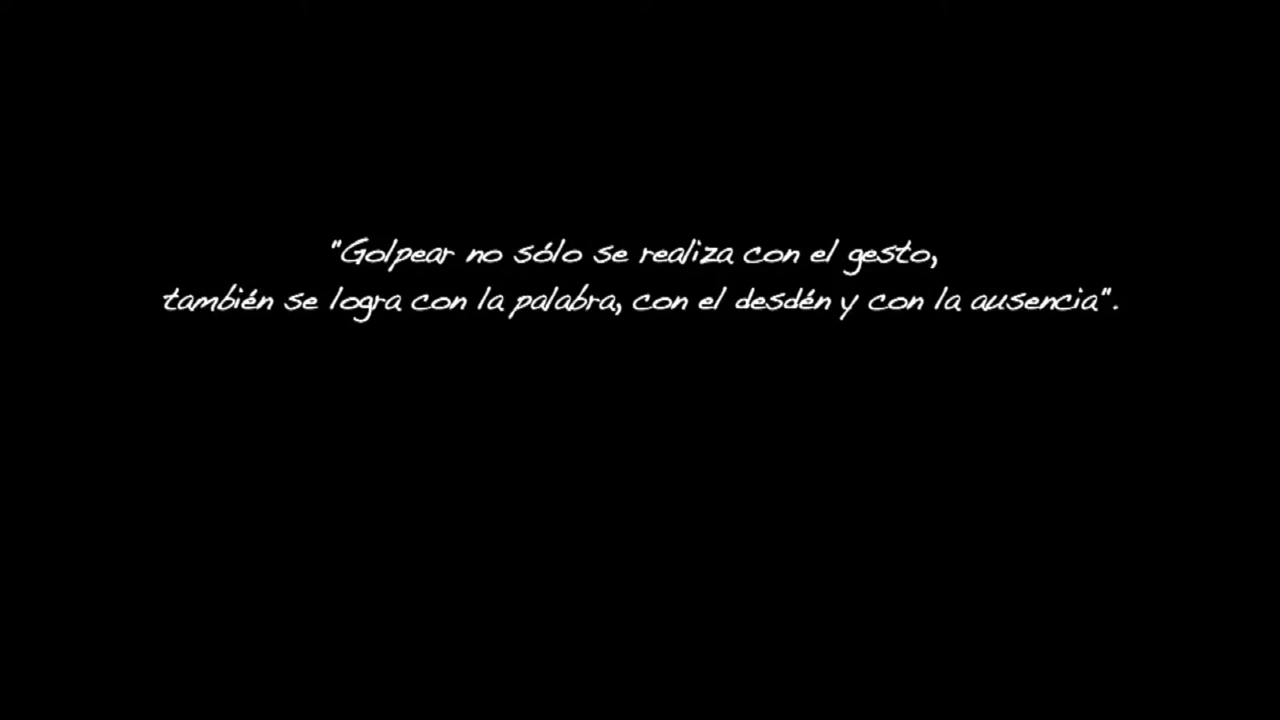 "Golpear no sólo se realiza con el gesto,
también se logra con la palabra, con el desdén y con la ausencia".